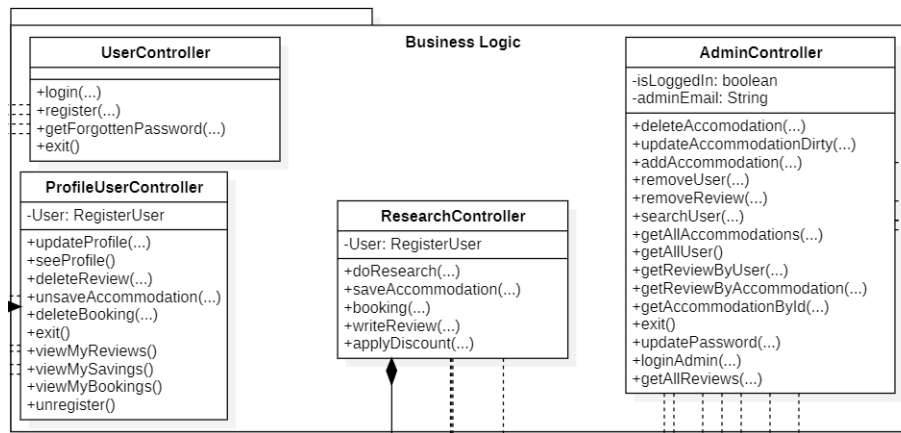 Business Logic
UserController
+login(...)
+register(...)
+getForgottenPassword(...)
+exit()
ProfileUserController
-User: RegisterUser
+updateProfile(...)
+seeProfile()
+deleteReview(...)
+unsaveAccommodation(...)
+deleteBooking(...)
+exit()
+viewMyReviews()
+viewMySavings()
+viewMyBookings()
+unregister()
ResearchController
-User: RegisterUser
+doResearch(...)
+saveAccommodation(...)
+booking(...)
+writeReview(...)
+applyDiscount(...)
AdminController
-isLoggedIn: boolean
-adminEmail: String
+deleteAccomodation(...)
+updateAccommodationDirty(...)
+addAccommodation(...)
+removeUser(...)
+removeReview(...)
+searchUser(...)
+getAllAccommodations(...)
+getAllUser()
+getReviewByUser(...)
+getReviewByAccommodation(...)
+getAccommodationById(...)
+exit()
+updatePassword(...)
+loginAdmin(...)
+getAllReviews(...)